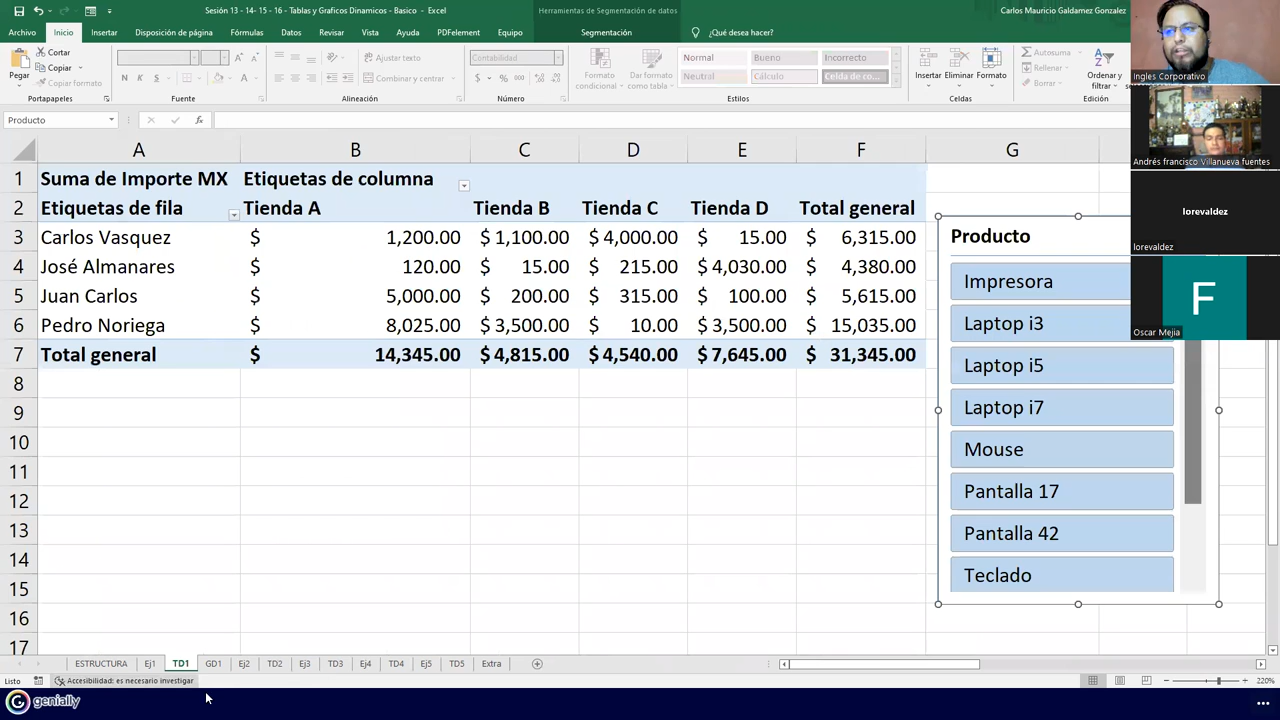 Sesión 13 - 14- 15 - 16 - Tablas y Graficos Dinamicos - Basico - Excel
Herramientas de Segmentación de datos
Carlos Mauricio Galdamez Gonzalez
Archivo Inicio Insertar Disposición de página Fórmulas Datos Revisar Vista Ayuda PDFelement Equipo Segmentación ¿Qué desea hacer?
Pegar
Cortar
Copiar
Copiar formato
Portapapeles
N K S
Fuente
Ajustar texto
Combinar y centrar
Alineación
Contabilidad
$ % 000
Número
Formato condicional
Dar formato como tabla
Normal Bueno Incorrecto
Neutral Cálculo Celda de co...
Estilos
Insertar Eliminar Formato
Celdas
Autosuma
Rellenar
Borrar
Ordenar y filtrar
Edición
Ingles Corporativo
Producto
fx
Andrés francisco Villanueva fuentes
lorevaldez
lorevaldez
F
Oscar Mejia
A B C D E F G
1 Suma de Importe MX Etiquetas de columna
2 Etiquetas de fila Tienda A Tienda B Tienda C Tienda D Total general
3 Carlos Vasquez $ 1,200.00 $ 1,100.00 $ 4,000.00 $ 15.00 $ 6,315.00
4 José Almanares $ 120.00 $ 15.00 $ 215.00 $ 4,030.00 $ 4,380.00
5 Juan Carlos $ 5,000.00 $ 200.00 $ 315.00 $ 100.00 $ 5,615.00
6 Pedro Noriega $ 8,025.00 $ 3,500.00 $ 10.00 $ 3,500.00 $ 15,035.00
7 Total general $ 14,345.00 $ 4,815.00 $ 4,540.00 $ 7,645.00 $ 31,345.00
8
9
10
11
12
13
14
15
16
17
Producto
Impresora
Laptop i3
Laptop i5
Laptop i7
Mouse
Pantalla 17
Pantalla 42
Teclado
ESTRUCTURA Ej1 TD1 GD1 Ej2 TD2 Ej3 TD3 Ej4 TD4 Ej5 TD5 Extra
Listo
Accesibilidad: es necesario investigar
220%
genially